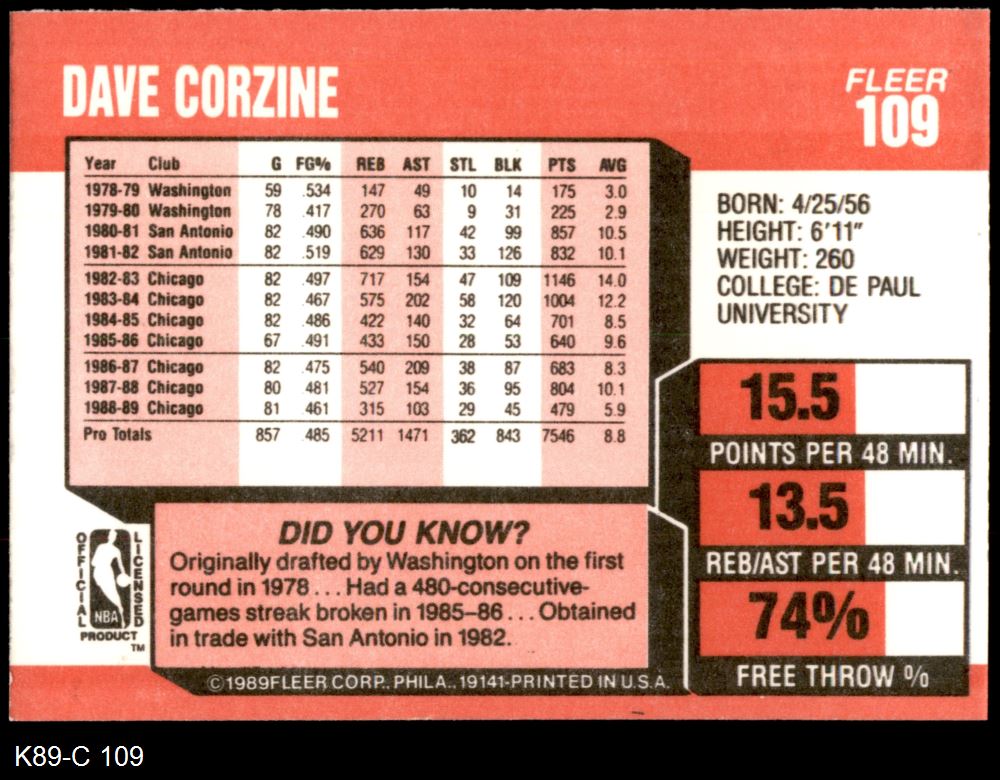 DAVE CORZINE
FLEER
109
Year Club G FG% REB AST STL BLK PTS AVG
1978-79 Washington 59 .534 147 49 10 14 175 3.0
1979-80 Washington 78 .417 270 63 9 31 225 2.9
1980-81 San Antonio 82 .490 636 117 42 99 857 10.5
1981-82 San Antonio 82 .519 629 130 33 126 832 10.1
1982-83 Chicago 82 .497 717 154 47 109 1146 14.0
1983-84 Chicago 82 .467 575 202 58 120 1004 12.2
1984-85 Chicago 82 .486 422 140 32 64 701 8.5
1985-86 Chicago 67 .491 433 150 28 53 640 9.6
1986-87 Chicago 82 .475 540 209 38 87 683 8.3
1987-88 Chicago 80 .481 527 154 36 95 804 10.1
1988-89 Chicago 81 .461 315 103 29 45 479 5.9
Pro Totals 857 .485 5211 1471 362 843 7546 8.8
BORN: 4/25/56
HEIGHT: 6'11"
WEIGHT: 260
COLLEGE: DE PAUL
UNIVERSITY
15.5
POINTS PER 48 MIN.
13.5
REB/AST PER 48 MIN.
74%
FREE THROW %
OFFICIAL
LICENSED
NBA
PRODUCT
TM
DID YOU KNOW?
Originally drafted by Washington on the first
round in 1978 ... Had a 480-consecutive-
games streak broken in 1985–86 ... Obtained
in trade with San Antonio in 1982.
©1989FLEER CORP., PHILA., 19141-PRINTED IN U.S.A.
K89-C 109